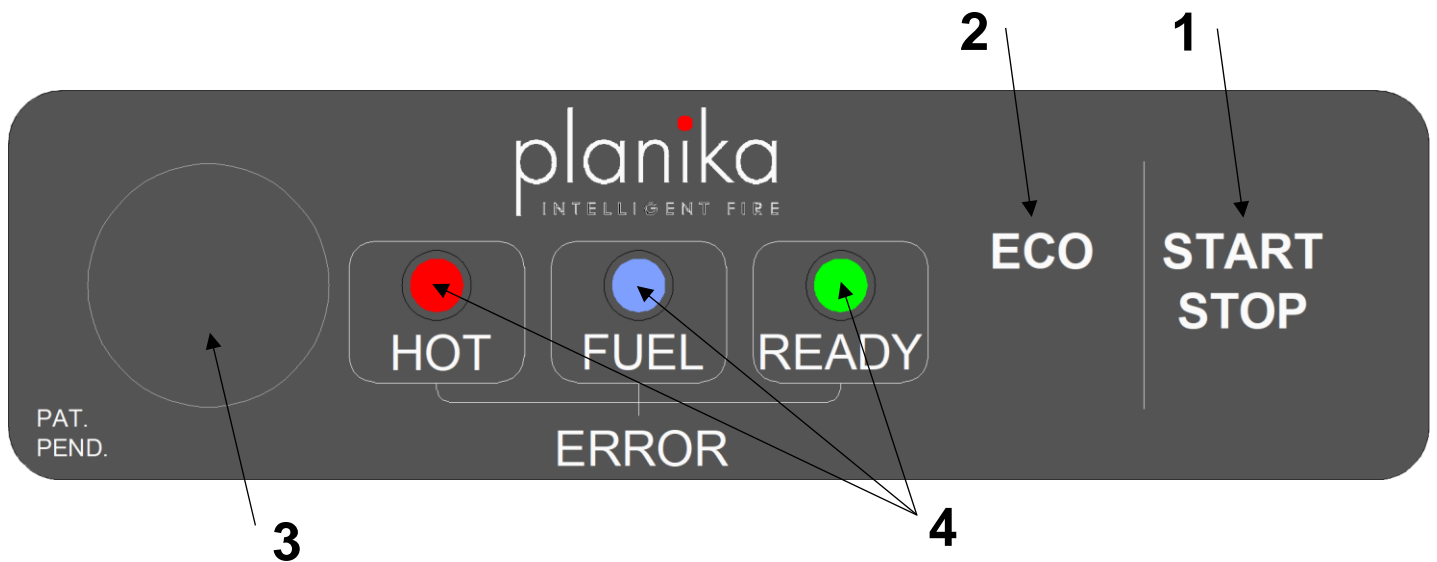 2
1
planika
INTELLIGENT FIRE
ECO
START
STOP
HOT
FUEL
READY
PAT.
PEND.
ERROR
3
4